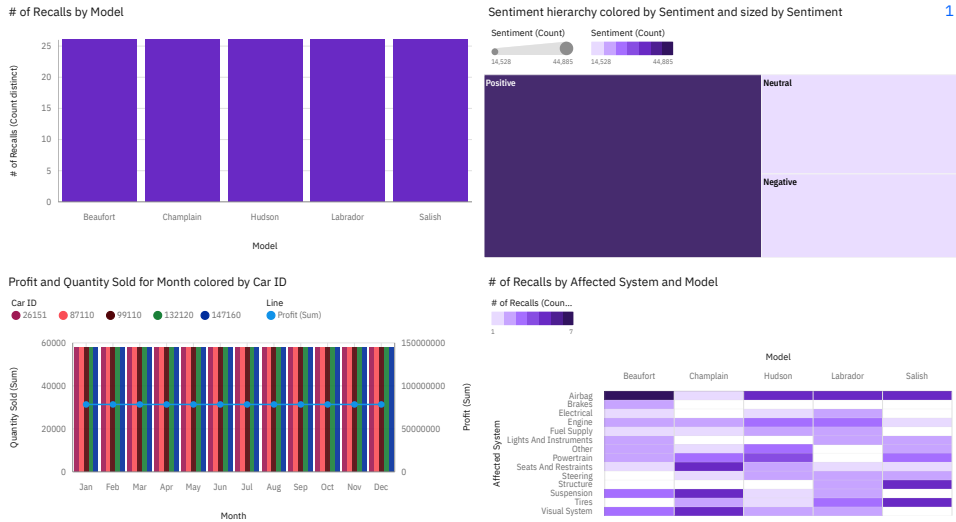 # of Recalls by Model
# of Recalls (Count distinct)
25
20
15
10
5
0
Beaufort Champlain Hudson Labrador Salish
Model
Sentiment hierarchy colored by Sentiment and sized by Sentiment
1
Sentiment (Count) Sentiment (Count)
14,528 44,885 14,528 44,885
Positive
Neutral
Negative
Profit and Quantity Sold for Month colored by Car ID
Car ID Line
26151 87110 99110 132120 147160 Profit (Sum)
Quantity Sold (Sum)
60000
40000
20000
0
150000000
100000000
50000000
0
Profit (Sum)
Jan Feb Mar Apr May Jun Jul Aug Sep Oct Nov Dec
Month
# of Recalls by Affected System and Model
# of Recalls (Coun...
1 7
Model
Beaufort Champlain Hudson Labrador Salish
Affected System
Airbag
Brakes
Electrical
Engine
Fuel Supply
Lights And Instruments
Other
Powertrain
Seats And Restraints
Steering
Structure
Suspension
Tires
Visual System